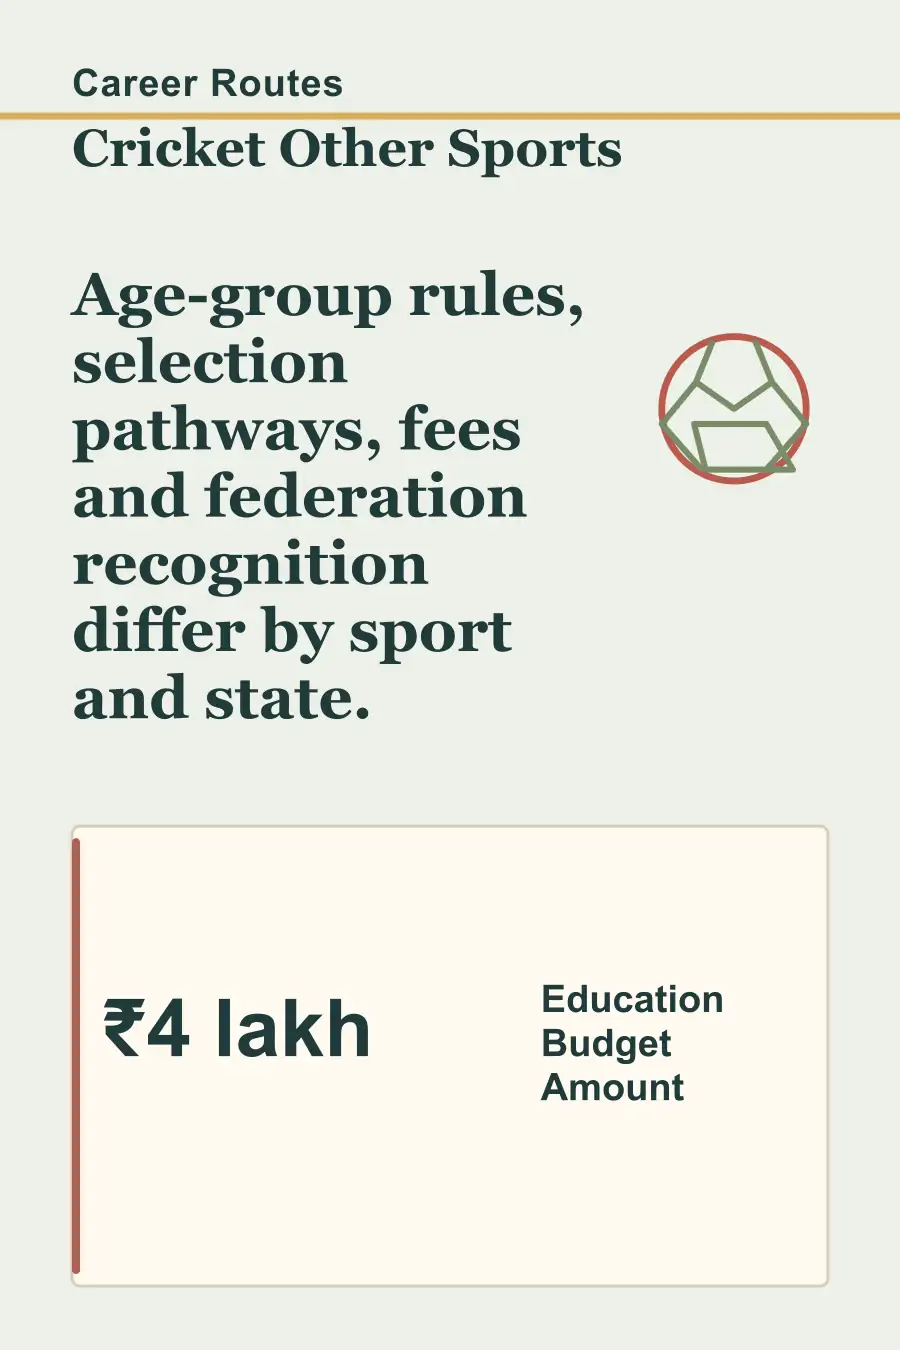 Career Routes
Cricket Other Sports
Age-group rules,
selection
pathways, fees
and federation
recognition
differ by sport
and state.
₹4 lakh
Education
Budget
Amount